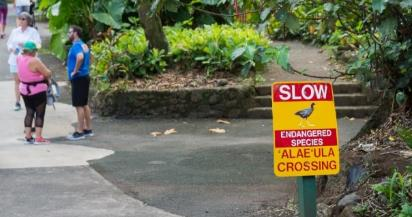 SLOW
ENDANGERED
SPECIES
'ALAE'ULA
CROSSING